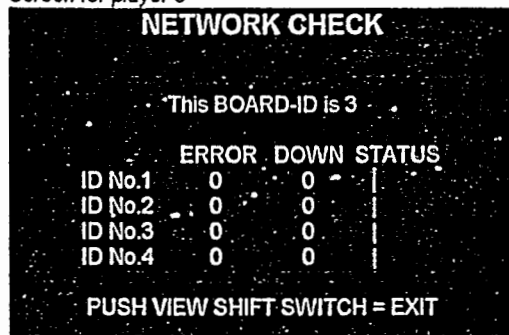 Screen for player 3
NETWORK CHECK
This BOARD-ID is 3
ERROR DOWN STATUS
ID No.1 0 0 |
ID No.2 0 0 |
ID No.3 0 0 |
ID No.4 0 0 |
PUSH VIEW SHIFT SWITCH = EXIT